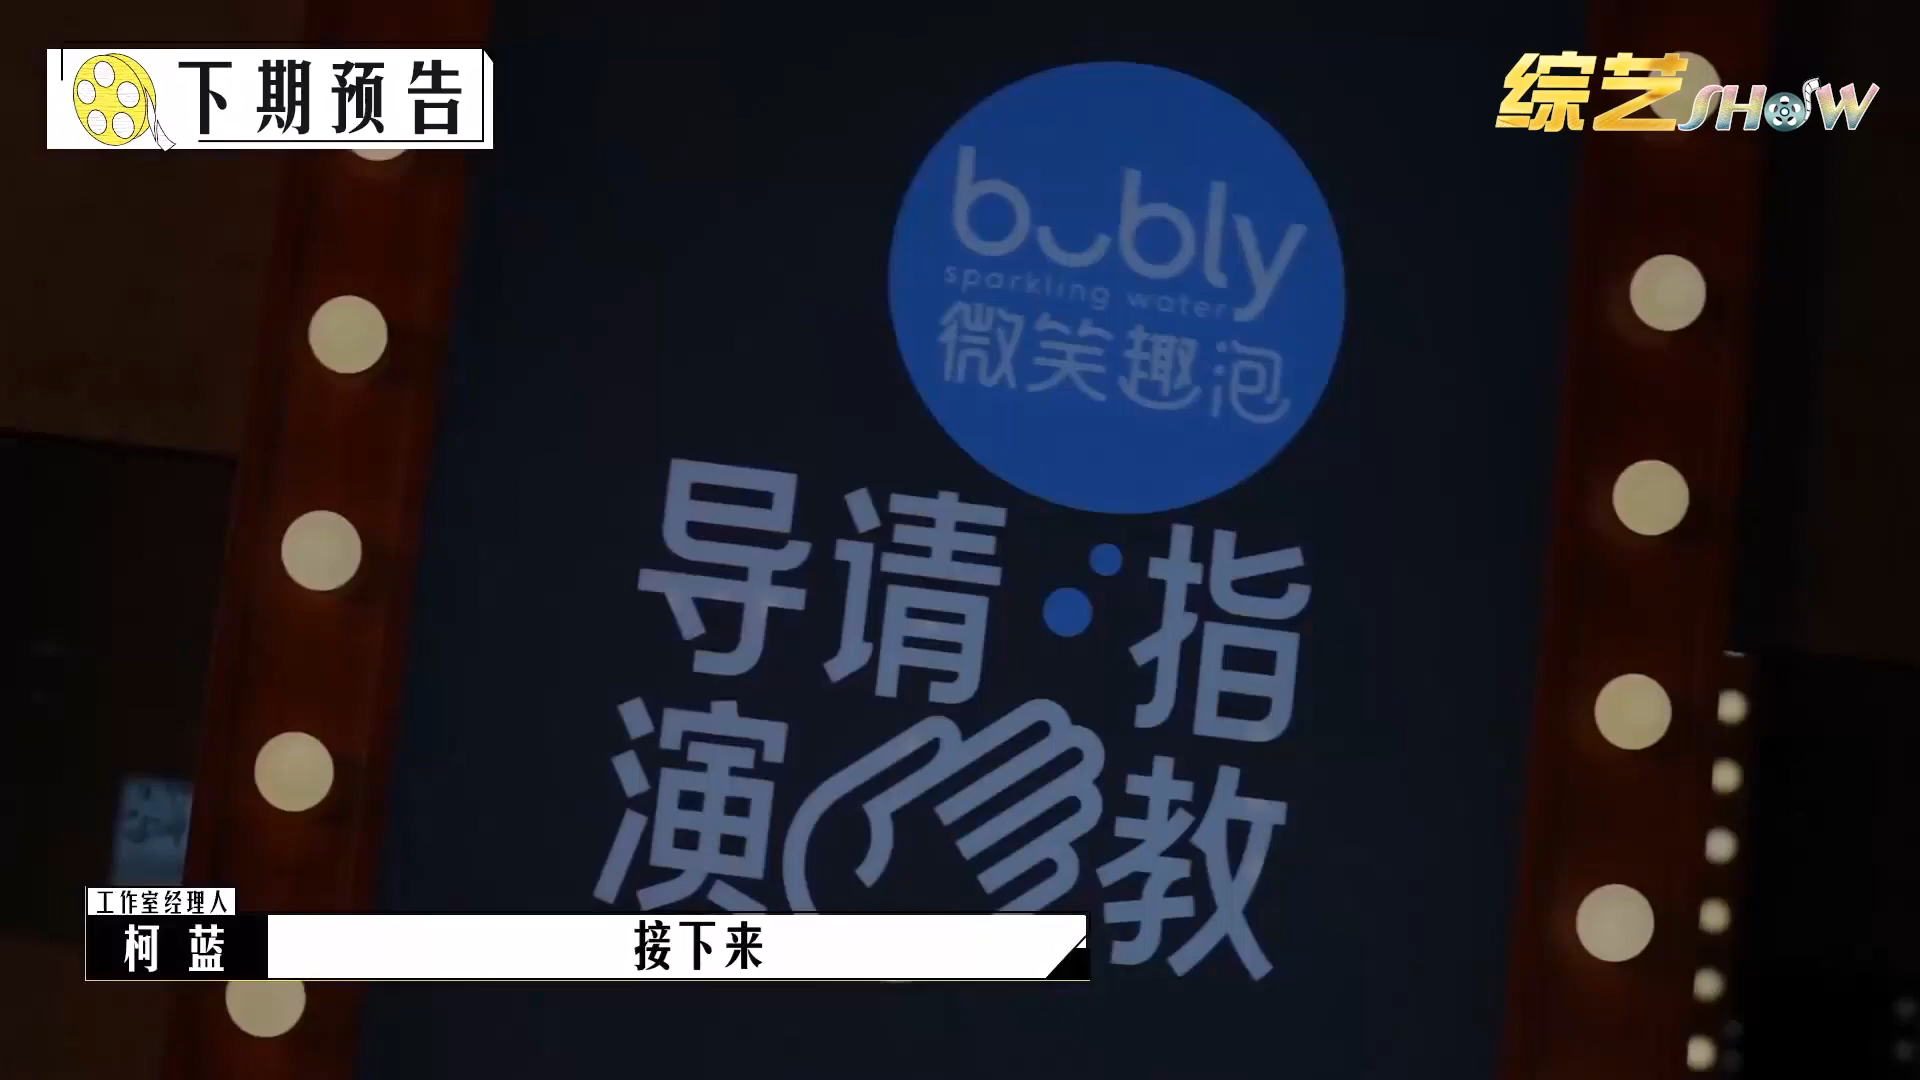 下期预告
综艺SHOW
bubly
sparkling water
微笑趣泡
导演请指教
工作室经理人
柯蓝
接下来